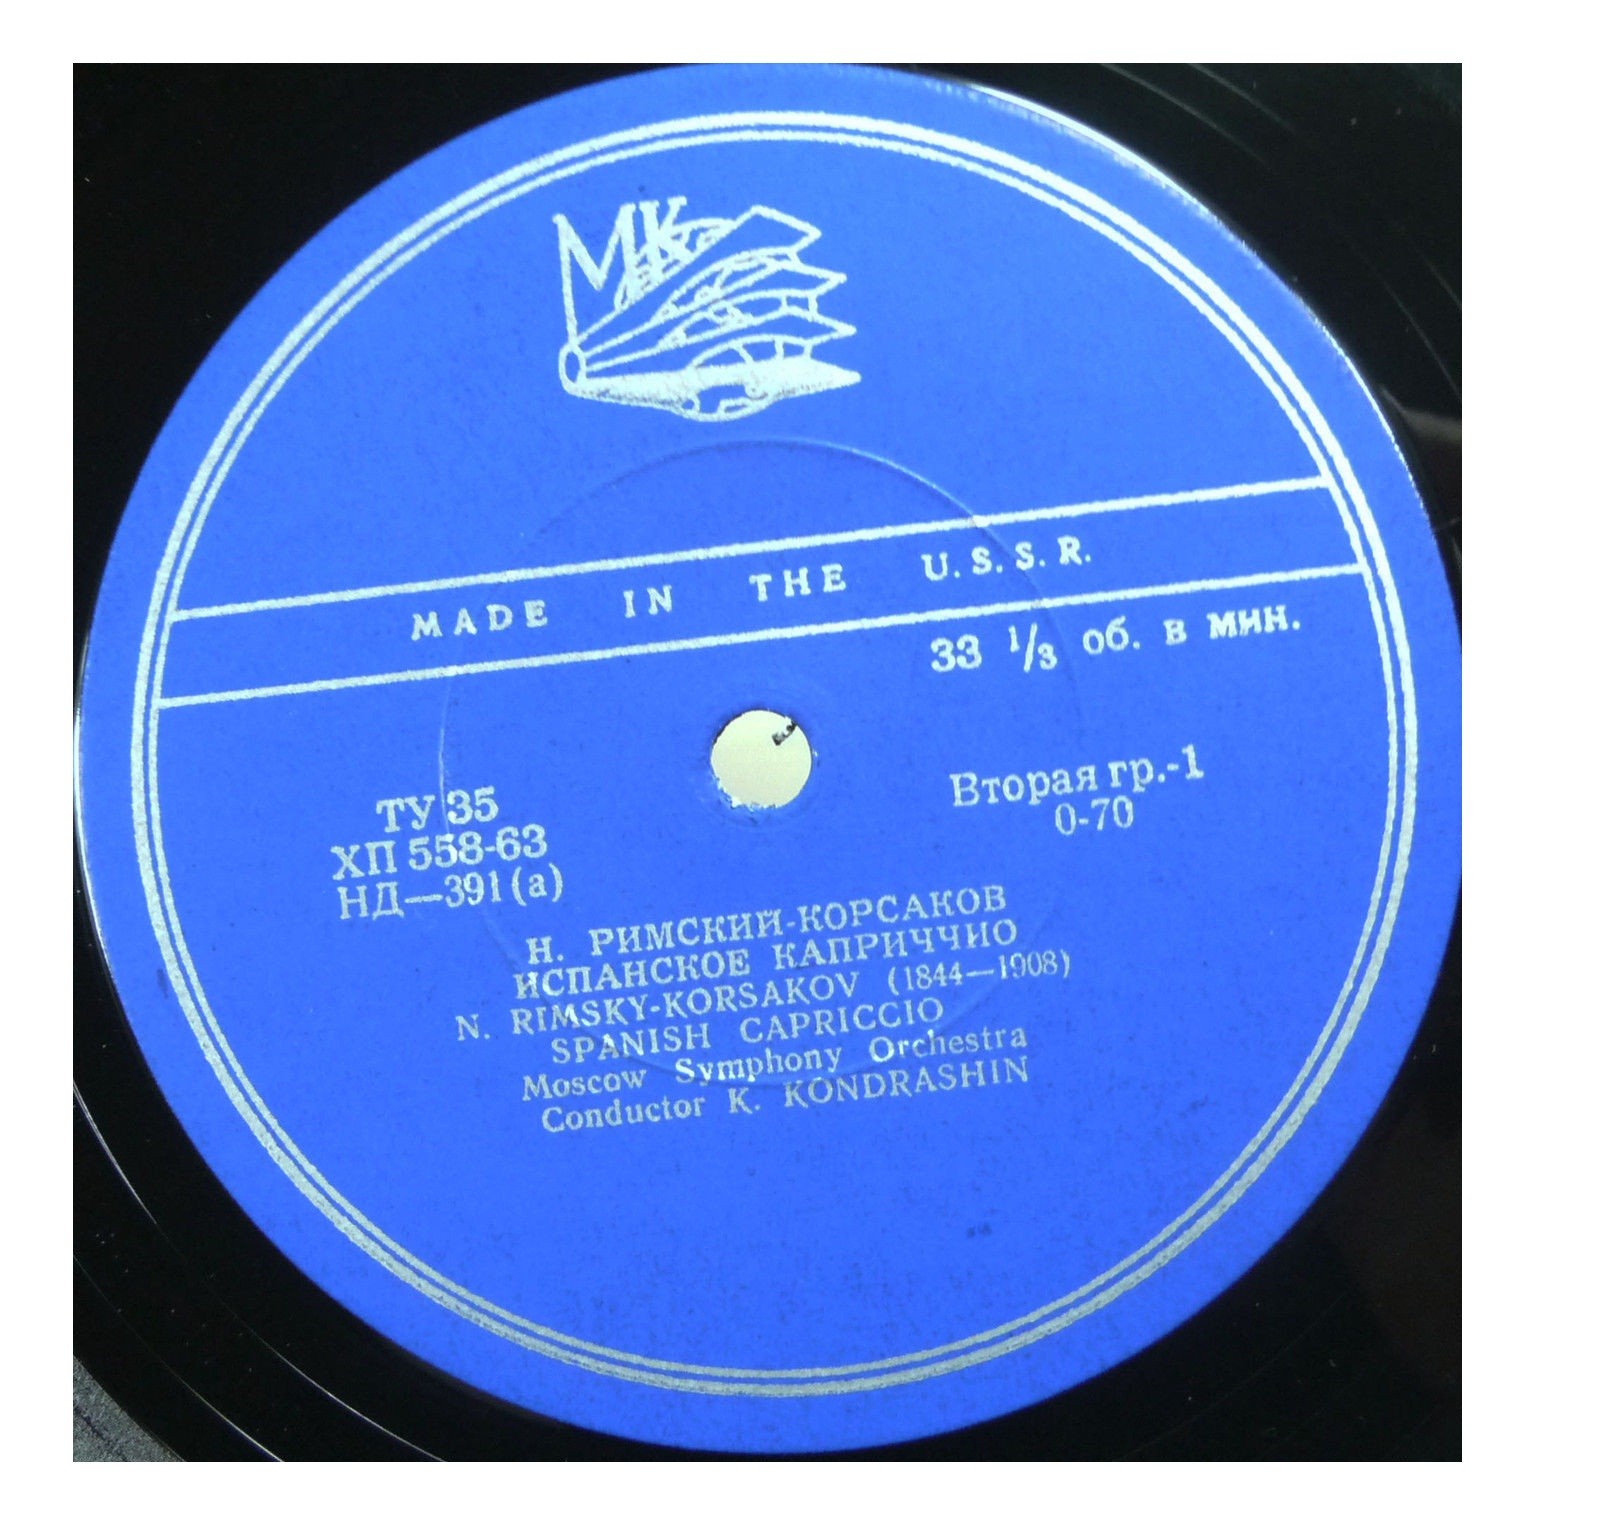 МК
MADE IN THE U.S.S.R.
33 1/3 об. в мин.
ТУ 35
ХП 558-63
НД—391(а)
Вторая гр.-1
0-70
Н. РИМСКИЙ-КОРСАКОВ
ИСПАНСКОЕ КАПРИЧЧИО
N. RIMSKY-KORSAKOV (1844—1908)
SPANISH CAPRICCIO
Moscow Symphony Orchestra
Conductor K. KONDRASHIN